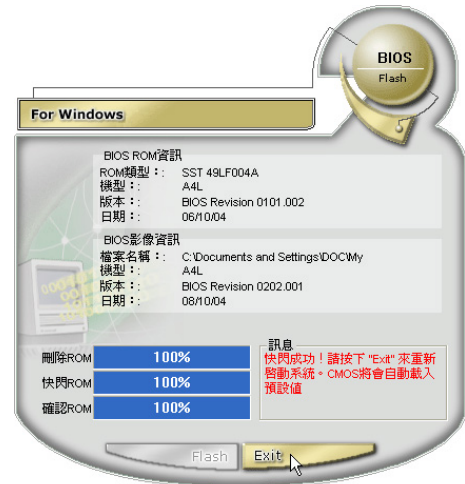 BIOS
Flash
For Windows
BIOS ROM資訊
ROM類型：: SST 49LF004A
機型：: A4L
版本：: BIOS Revision 0101.002
日期：: 06/10/04
BIOS影像資訊
檔案名稱：: C:\Documents and Settings\DOC\My
機型：: A4L
版本：: BIOS Revision 0202.001
日期：: 08/10/04
刪除ROM 100%
快閃ROM 100%
確認ROM 100%
訊息
快閃成功！請按下 "Exit" 來重新
啓動系統。CMOS將會自動載入
預設值
Flash Exit